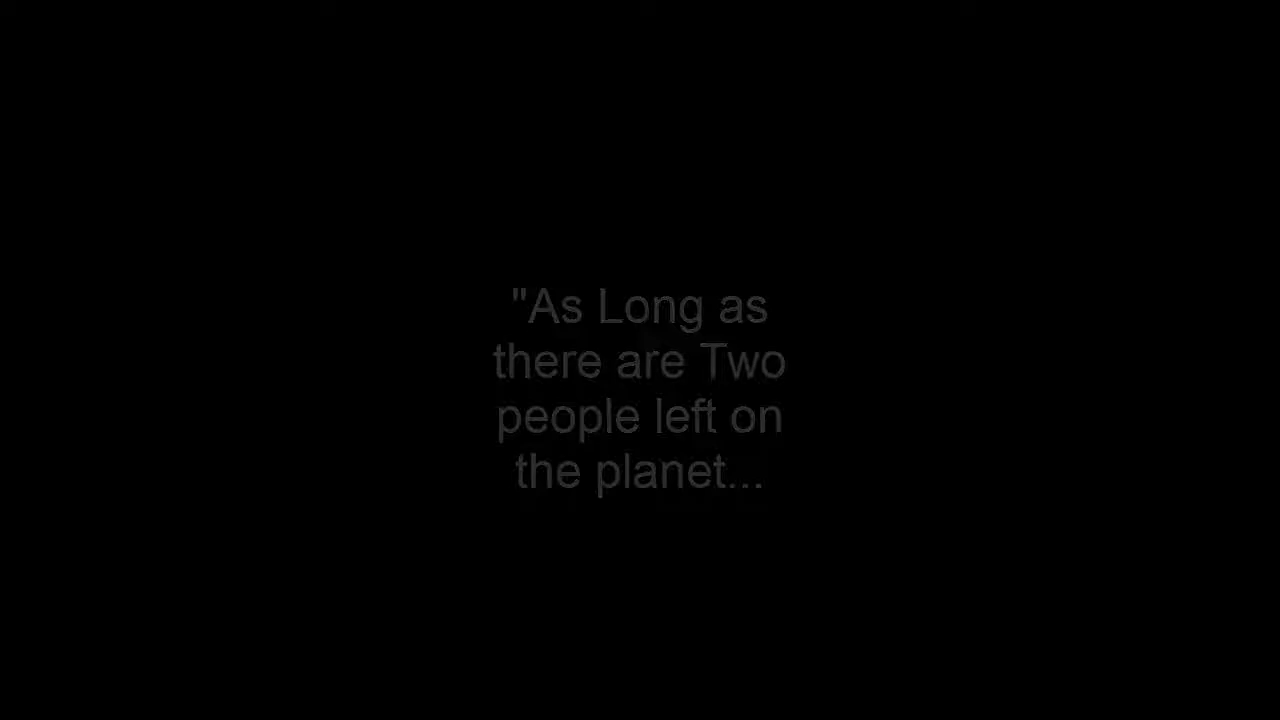 "As Long as
there are Two
people left on
the planet...